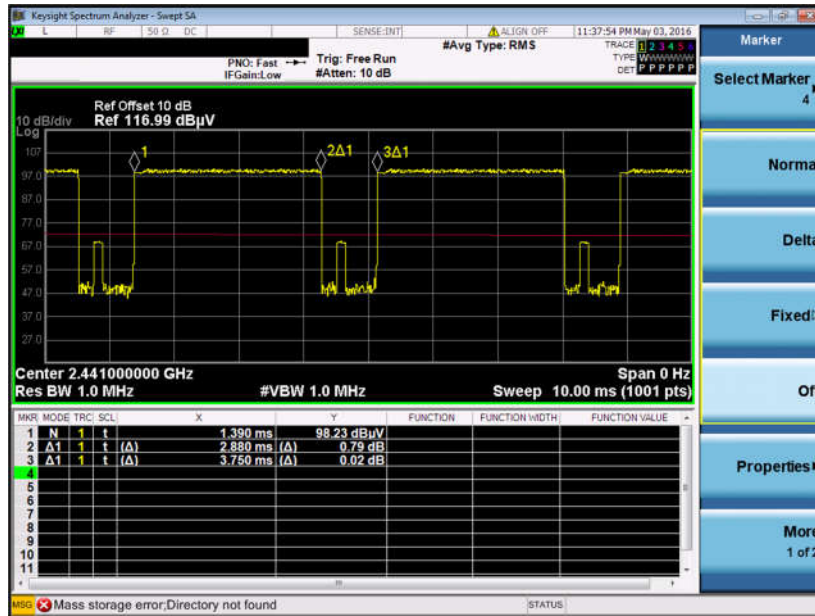 Keysight Spectrum Analyzer - Swept SA
L RF 50 Ω DC SENSE:INT ALIGN OFF 11:37:54 PM May 03, 2016
Marker
#Avg Type: RMS
TRACE 1 2 3 4 5 6
PNO: Fast Trig: Free Run
TYPE W
IFGain:Low #Atten: 10 dB
DET P P P P P P
Select Marker
4
Ref Offset 10 dB
10 dB/div Ref 116.99 dBµV
Log
107
97.0
87.0
77.0
67.0
57.0
47.0
37.0
27.0
1
2Δ1
3Δ1
Norma
Delta
Fixed
Of
Center 2.441000000 GHz Span 0 Hz
Res BW 1.0 MHz #VBW 1.0 MHz Sweep 10.00 ms (1001 pts)
MKR MODE TRC SCL X Y FUNCTION FUNCTION WIDTH FUNCTION VALUE
1 N 1 t 1.390 ms 98.23 dBµV
2 Δ1 1 t (Δ) 2.880 ms (Δ) 0.79 dB
3 Δ1 1 t (Δ) 3.750 ms (Δ) 0.02 dB
4
5
6
7
8
9
10
11
Properties
More
1 of 2
MSG Mass storage error;Directory not found STATUS